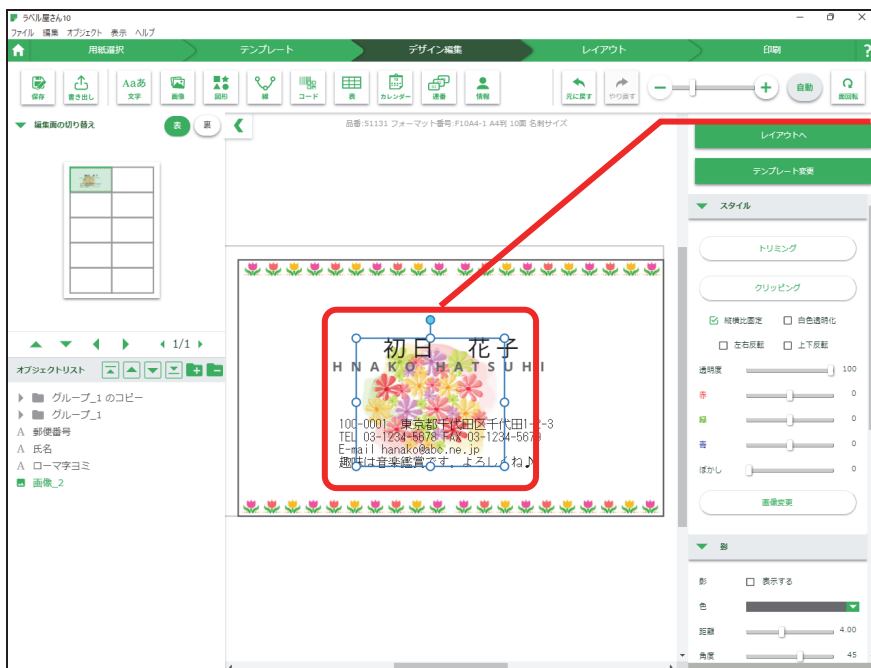 ラベル屋さん10
ファイル 編集 オブジェクト 表示 ヘルプ
用紙選択 テンプレート デザイン編集 レイアウト 印刷 ?
保存 書き出し Aaあ 文字 画像 図形 線 コード 表 カレンダー 連番 情報 元に戻す やり直す 自動 面回転
編集面の切り替え 表 裏
品番:51131 フォーマット番号:F10A4-1 A4判 10面 名刺サイズ
レイアウトへ
テンプレート変更
スタイル
トリミング
クリッピング
縦横比固定 白色透明化
左右反転 上下反転
透明度 100
赤 0
緑 0
青 0
ぼかし 0
画像変更
影
影 表示する
色
距離 4.00
角度 45
1/1
オブジェクトリスト
グループ_1 のコピー
グループ_1
A 郵便番号
A 氏名
A ローマ字ヨミ
画像_2
初日 花子
HNAKO HATSUHI
100-0001 東京都千代田区千代田1-2-3
TEL 03-1234-5678 FAX 03-1234-5679
E-mail hanako@abc.ne.jp
趣味は音楽鑑賞です。よろしくね♪